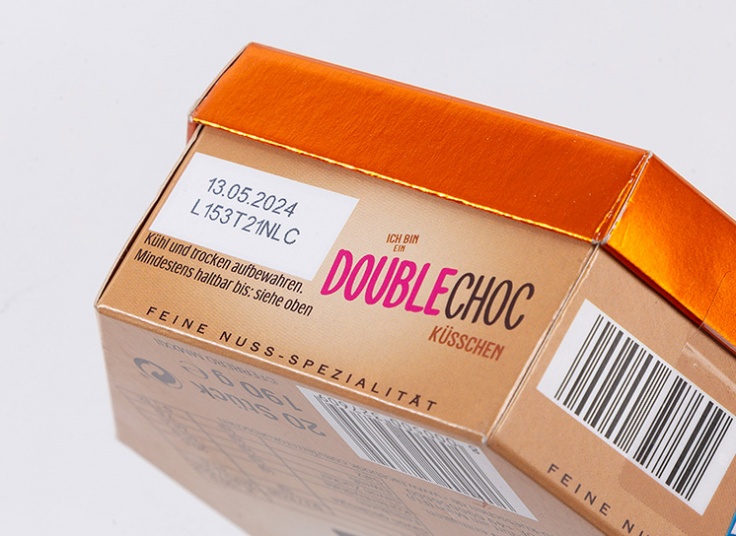 13.05.2024
L153T21NLC
Kühl und trocken aufbewahren.
Mindestens haltbar bis: siehe oben
ICH BIN
EIN
DOUBLECHOC
KÜSSCHEN
FEINE NUSS-SPEZIALITÄT
20 Stück
190 g
FEINE